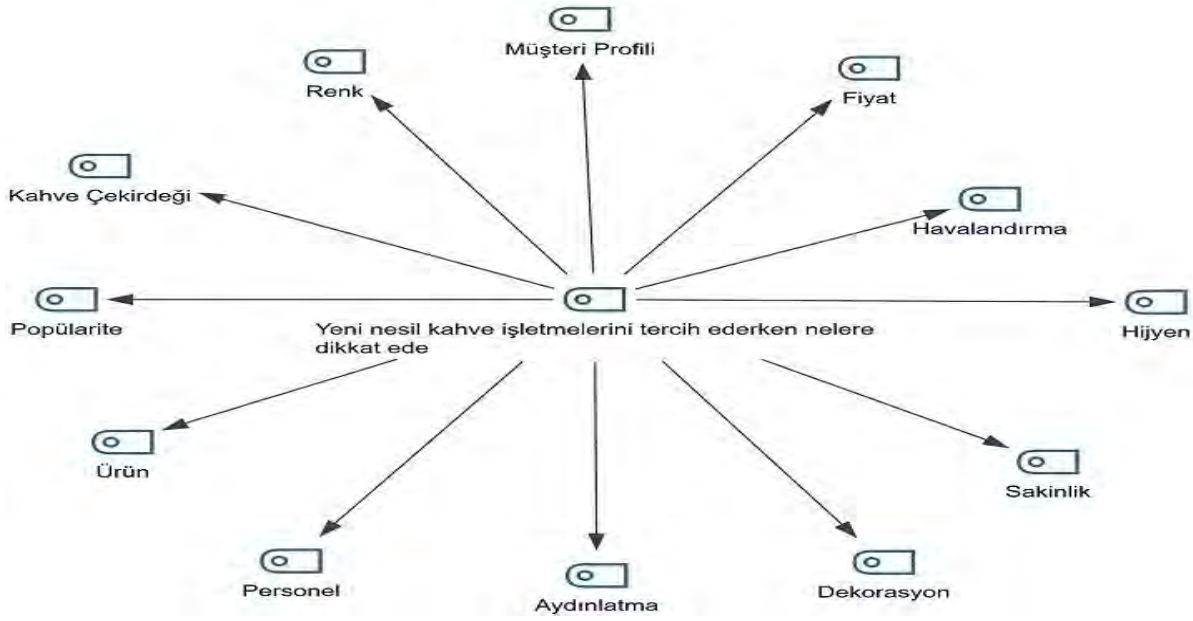 Müşteri Profili
Renk
Fiyat
Kahve Çekirdeği
Havalandırma
Popülarite
Yeni nesil kahve işletmelerini tercih ederken nelere
dikkat ede
Hijyen
Ürün
Sakinlik
Personel
Aydınlatma
Dekorasyon